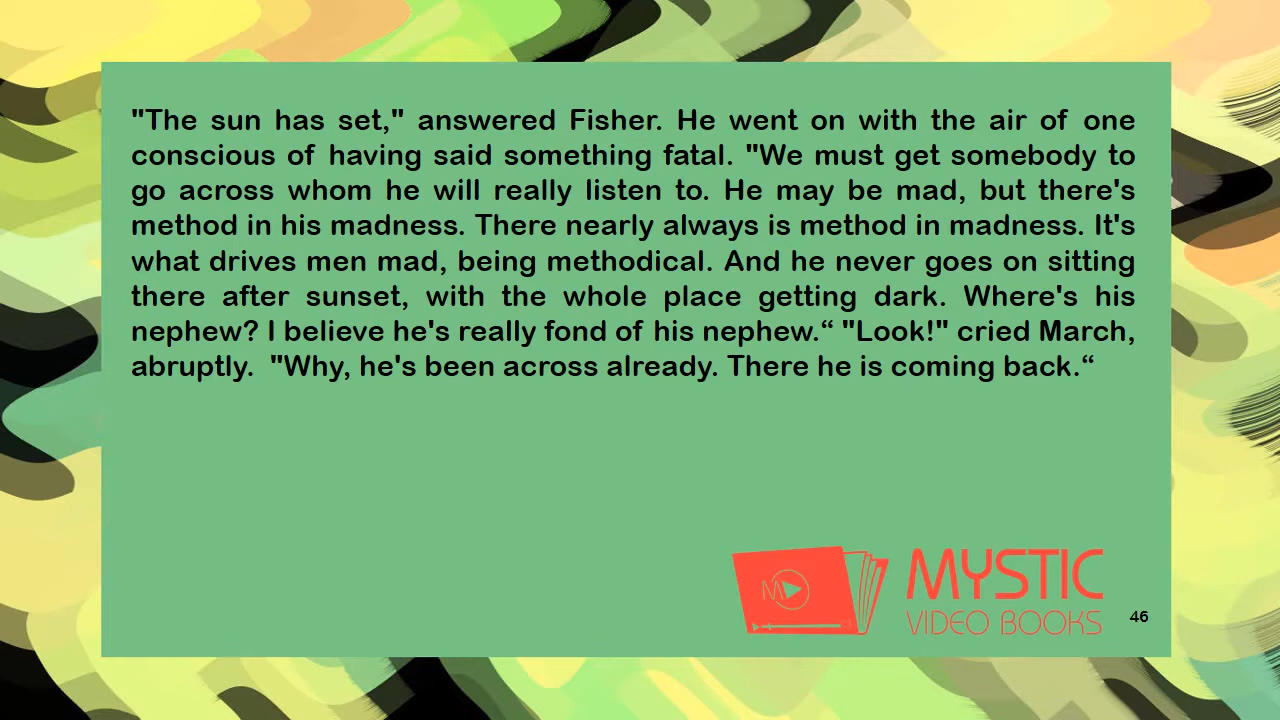 "The sun has set," answered Fisher. He went on with the air of one
conscious of having said something fatal. "We must get somebody to
go across whom he will really listen to. He may be mad, but there's
method in his madness. There nearly always is method in madness. It's
what drives men mad, being methodical. And he never goes on sitting
there after sunset, with the whole place getting dark. Where's his
nephew? I believe he's really fond of his nephew.“ "Look!" cried March,
abruptly.  "Why, he's been across already. There he is coming back.“
M
MYSTIC
VIDEO BOOKS
46